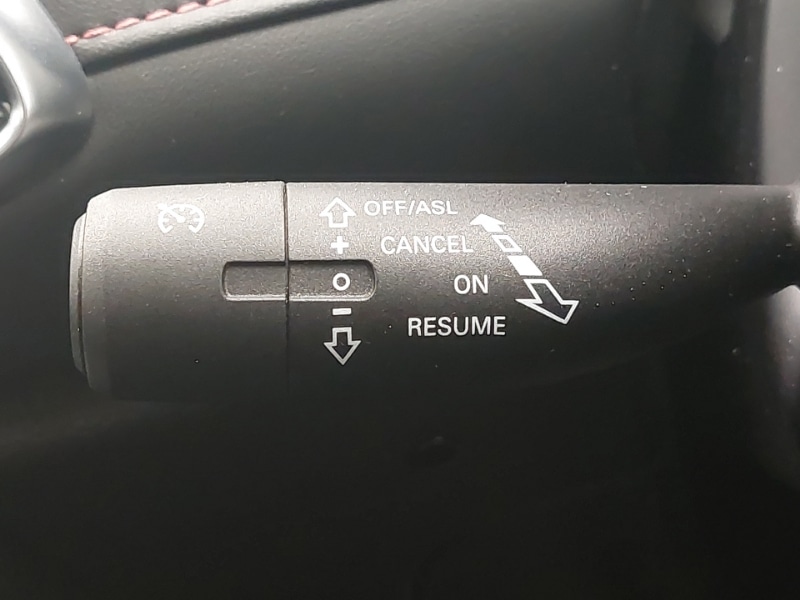 OFF/ASL
+ CANCEL
O ON
- RESUME